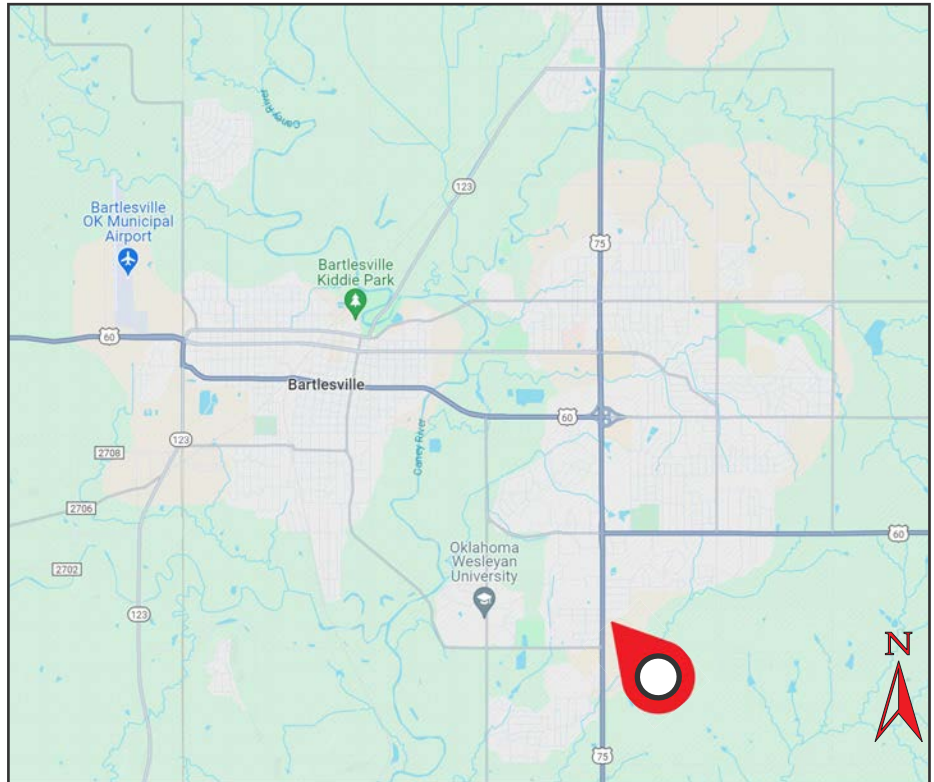 Caney River
123
Bartlesville
OK Municipal
Airport
75
Bartlesville
Kiddie Park
60
Bartlesville
60
Caney River
123
2708
2706
60
Oklahoma
Wesleyan
University
2702
123
N
75